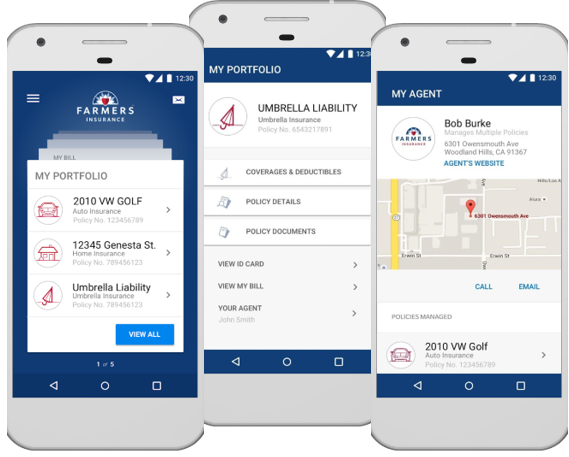 12:30
FARMERS
INSURANCE
MY BILL
MY PORTFOLIO
2010 VW GOLF
Auto Insurance
Policy No. 123456789
12345 Genesta St.
Home Insurance
Policy No. 789456123
Umbrella Liability
Umbrella Insurance
Policy No. 789456123
VIEW ALL
1 of 5
12:30
MY PORTFOLIO
UMBRELLA LIABILITY
Umbrella Insurance
Policy No. 6543217891
COVERAGES & DEDUCTIBLES
POLICY DETAILS
POLICY DOCUMENTS
VIEW ID CARD
VIEW MY BILL
YOUR AGENT
John Smith
12:30
MY AGENT
FARMERS
INSURANCE
Bob Burke
Manages Multiple Policies
6301 Owensmouth Ave
Woodland Hills, CA 91367
AGENT'S WEBSITE
6301 Owensmouth Ave
Erwin St
Erwin St
CALL
EMAIL
POLICIES MANAGED
2010 VW Golf
Auto Insurance
Policy No. 123456789